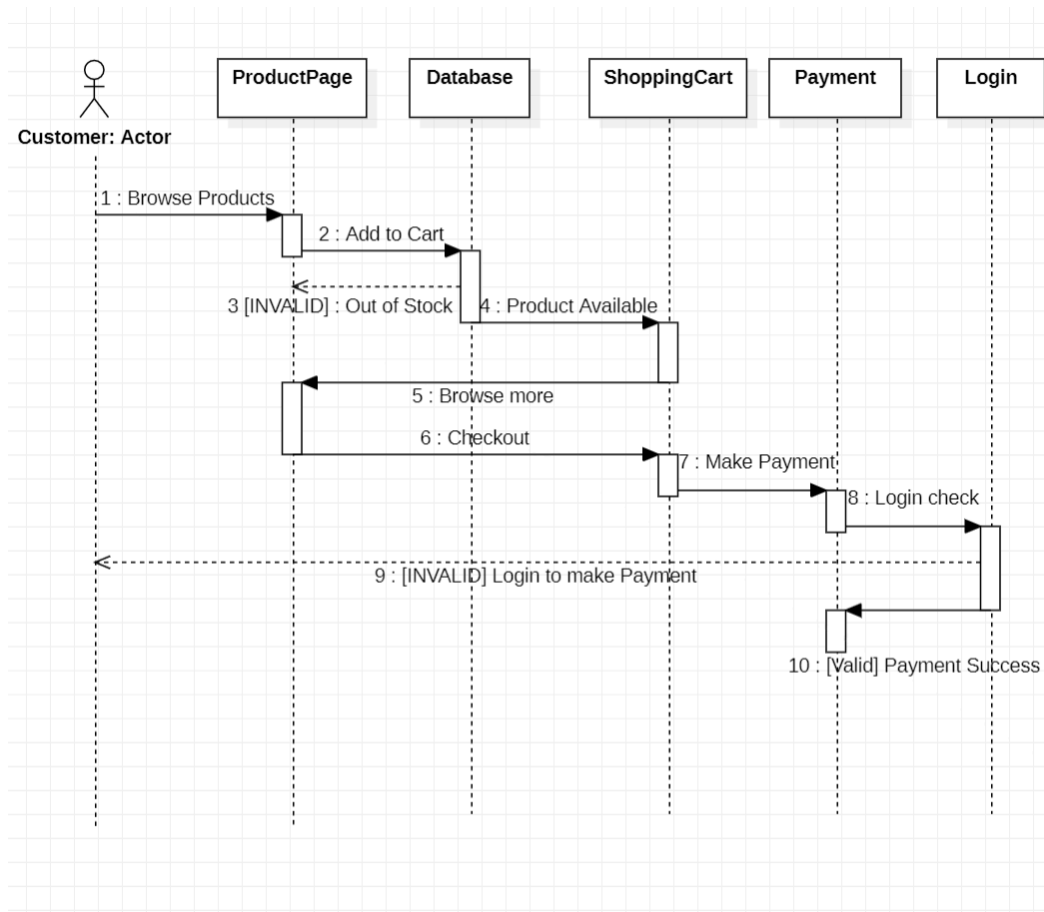 ProductPage
Database
ShoppingCart
Payment
Login
Customer: Actor
1 : Browse Products
2 : Add to Cart
3 [INVALID] : Out of Stock
4 : Product Available
5 : Browse more
6 : Checkout
7 : Make Payment
8 : Login check
9 : [INVALID] Login to make Payment
10 : [Valid] Payment Success